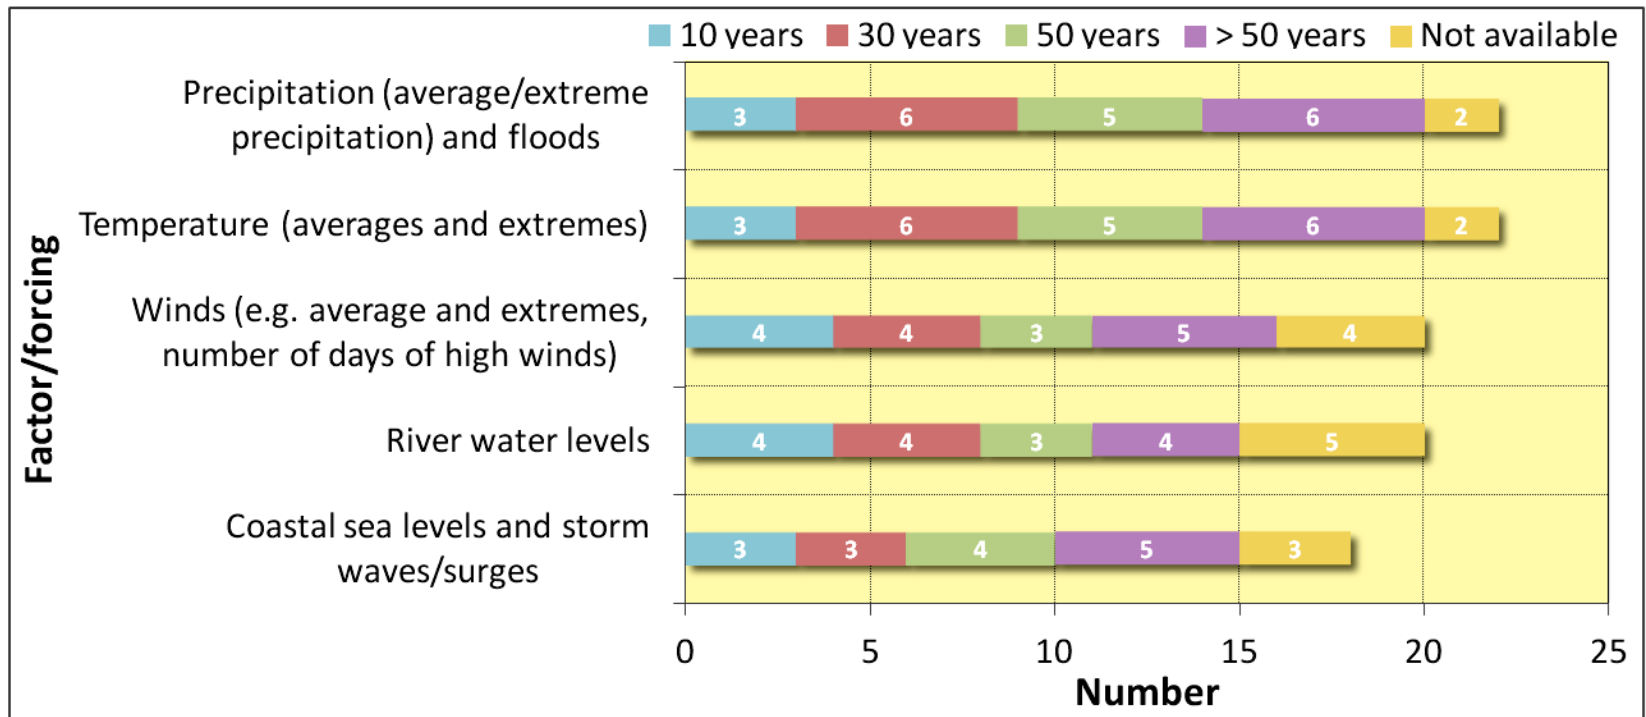 10 years 30 years 50 years > 50 years Not available
Factor/forcing
Precipitation (average/extreme
precipitation) and floods
3 6 5 6 2
Temperature (averages and extremes)
3 6 5 6 2
Winds (e.g. average and extremes,
number of days of high winds)
4 4 3 5 4
River water levels
4 4 3 4 5
Coastal sea levels and storm
waves/surges
3 3 4 5 3
0 5 10 15 20 25
Number